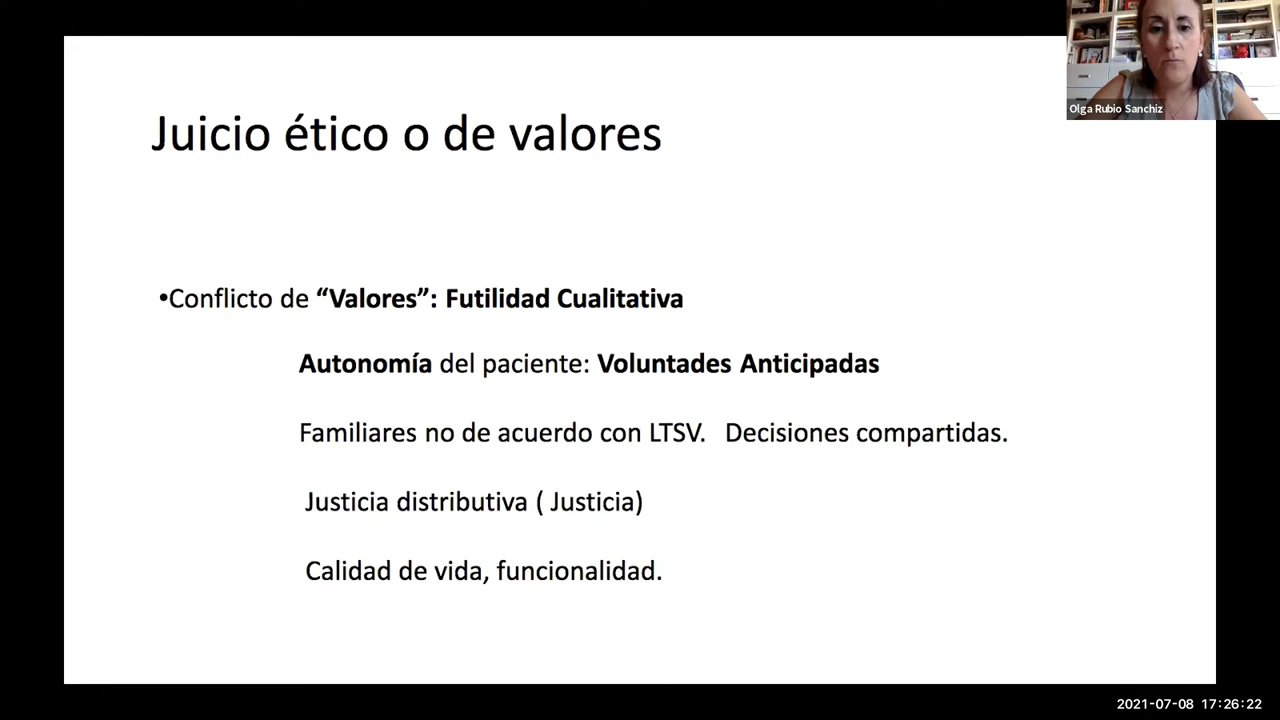 Olga Rubio Sanchiz
Juicio ético o de valores
•Conflicto de “Valores”: Futilidad Cualitativa
Autonomía del paciente: Voluntades Anticipadas
Familiares no de acuerdo con LTSV. Decisiones compartidas.
Justicia distributiva ( Justicia)
Calidad de vida, funcionalidad.
2021-07-08 17:26:22